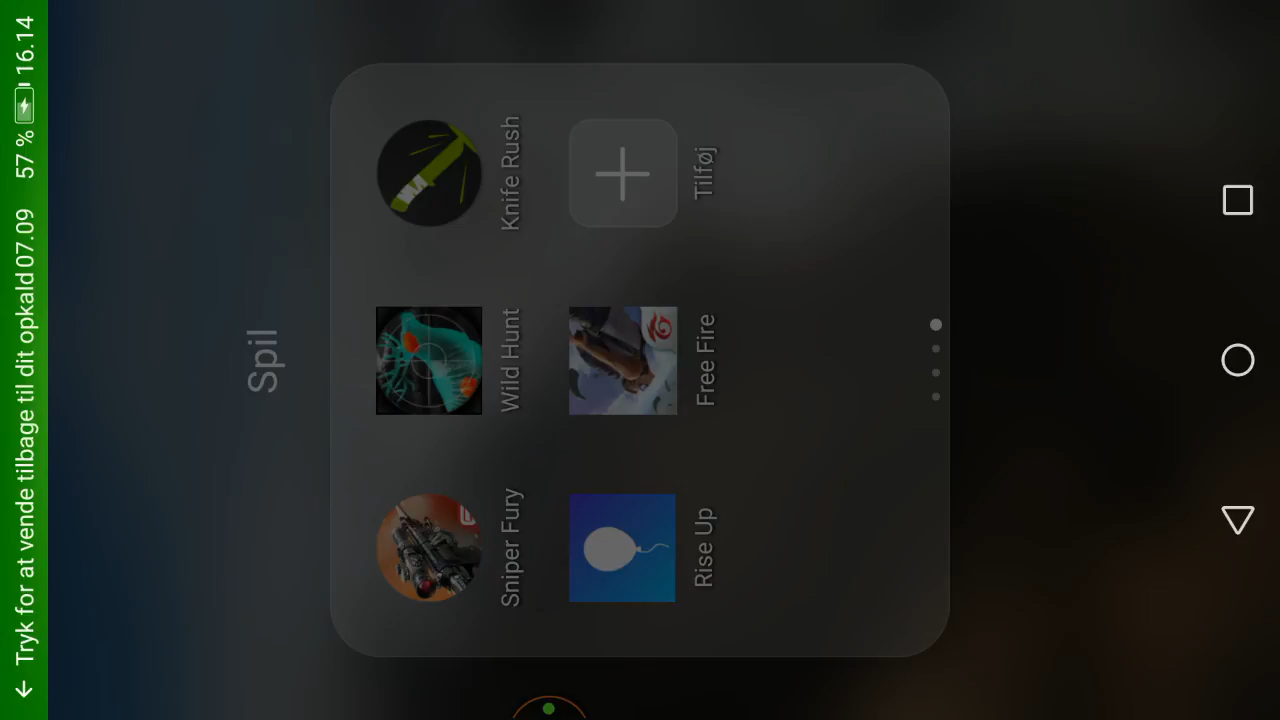 Tryk for at vende tilbage til dit opkald 07.09 57 % 16.14
Spil
Sniper Fury Wild Hunt Knife Rush
Rise Up Free Fire Tilføj